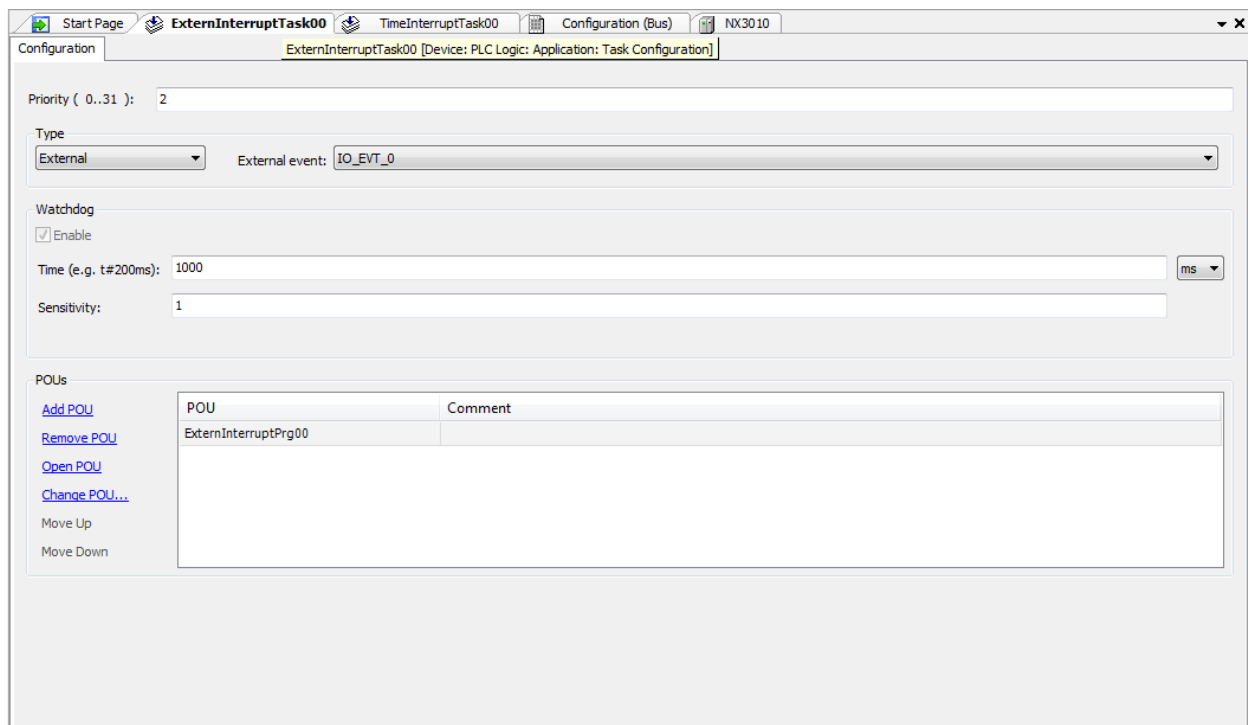 Start Page ExternInterruptTask00 TimeInterruptTask00 Configuration (Bus) NX3010
Configuration
ExternInterruptTask00 [Device: PLC Logic: Application: Task Configuration]
Priority ( 0..31 ): 2
Type
External External event: IO_EVT_0
Watchdog
Enable
Time (e.g. t#200ms): 1000 ms
Sensitivity: 1
POUs
Add POU POU Comment
Remove POU ExternInterruptPrg00
Open POU
Change POU...
Move Up
Move Down